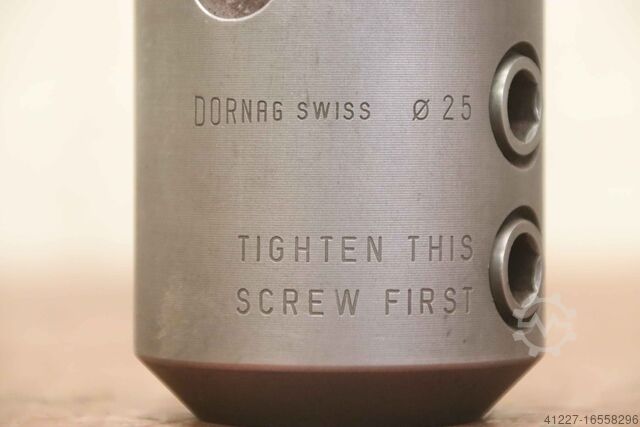 DORNAG SWISS Ø 25
TIGHTEN THIS
SCREW FIRST
41227-16558296